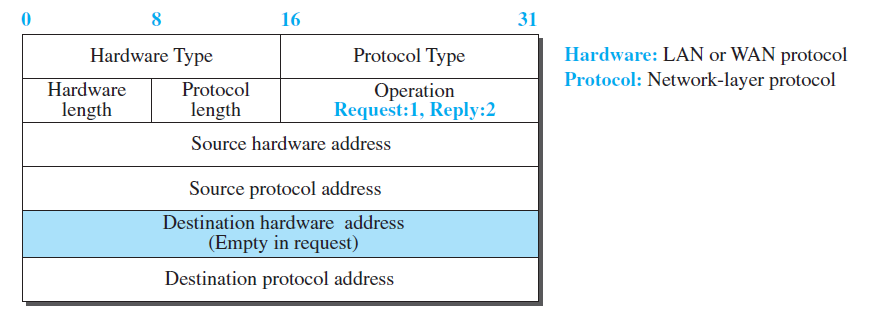 0 8 16 31
Hardware Type Protocol Type
Hardware: LAN or WAN protocol
Protocol: Network-layer protocol
Hardware length
Protocol length
Operation
Request:1, Reply:2
Source hardware address
Source protocol address
Destination hardware address
(Empty in request)
Destination protocol address